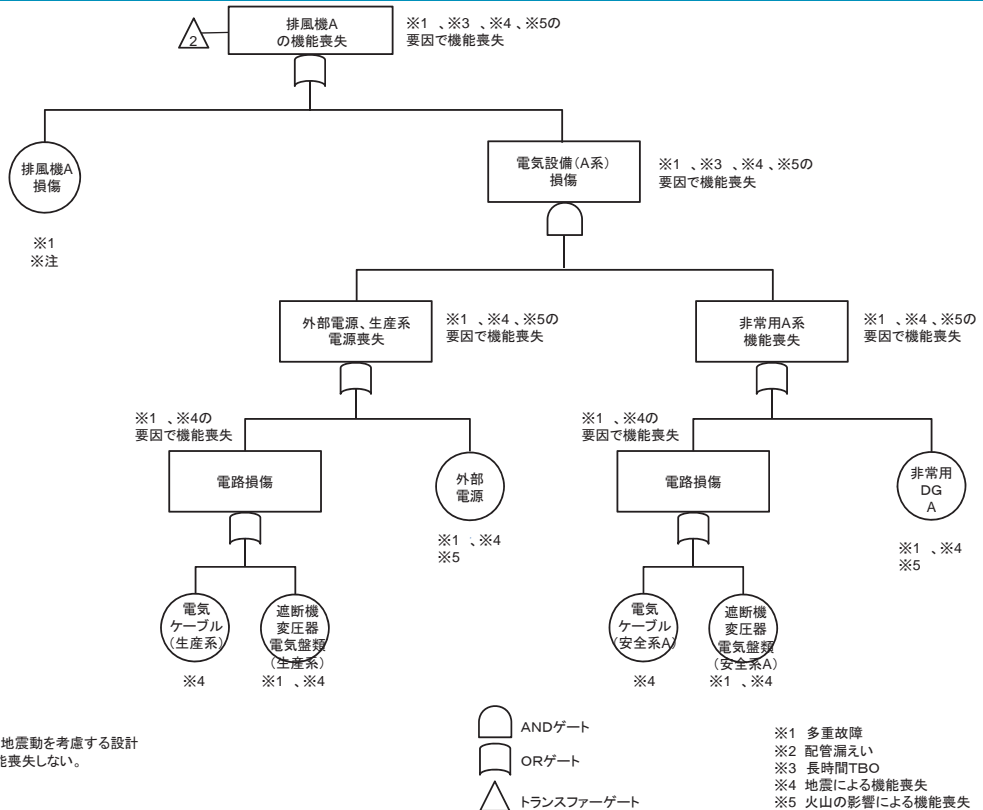 2
排風機A
の機能喪失
※1 、※3 、※4 、※5の
要因で機能喪失
排風機A
損傷
※1
※注
電気設備(A系)
損傷
※1 、※3 、※4 、※5の
要因で機能喪失
外部電源、生産系
電源喪失
※1 、※4 、※5の
要因で機能喪失
非常用A系
機能喪失
※1 、※4 、※5の
要因で機能喪失
※1 、※4の
要因で機能喪失
電路損傷
外部
電源
※1 、※4
※5
※1 、※4の
要因で機能喪失
電路損傷
非常用
DG
A
※1 、※4
※5
電気
ケーブル
(生産系)
※4
遮断機
変圧器
電気盤類
(生産系)
※1 、※4
電気
ケーブル
(安全系A)
※4
遮断機
変圧器
電気盤類
(安全系A)
※1 、※4
地震動を考慮する設計
能喪失しない。
ANDゲート
ORゲート
トランスファーゲート
※1 多重故障
※2 配管漏えい
※3 長時間TBO
※4 地震による機能喪失
※5 火山の影響による機能喪失